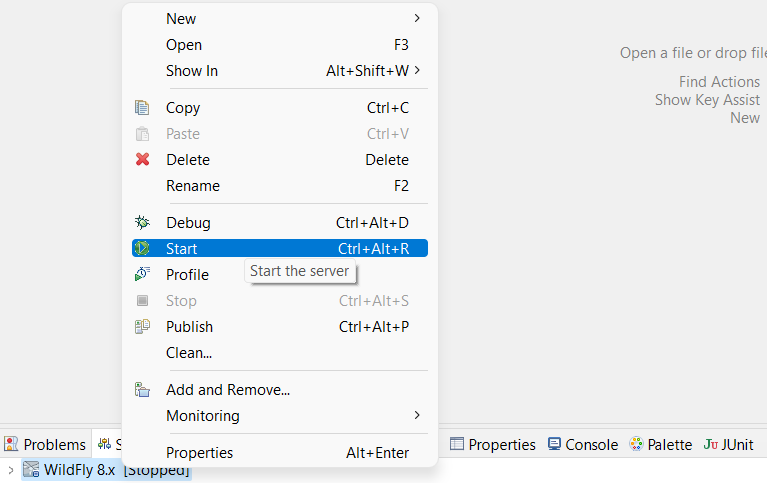 New
Open F3
Show In Alt+Shift+W
Copy Ctrl+C
Paste Ctrl+V
Delete Delete
Rename F2
Debug Ctrl+Alt+D
Start Ctrl+Alt+R
Start the server
Profile
Stop Ctrl+Alt+S
Publish Ctrl+Alt+P
Clean...
Add and Remove...
Monitoring
Properties Alt+Enter
Open a file or drop file
Find Actions
Show Key Assist
New
Problems S Properties Console Palette JUnit
WildFly 8.x [Stopped]